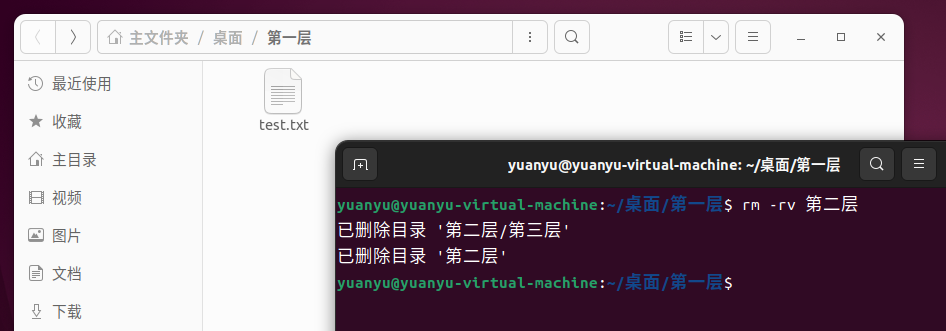 主文件夹 / 桌面 / 第一层
最近使用
收藏
主目录
视频
图片
文档
下载
test.txt
yuanyu@yuanyu-virtual-machine: ~/桌面/第一层
yuanyu@yuanyu-virtual-machine:~/桌面/第一层$ rm -rv 第二层
已删除目录 '第二层/第三层'
已删除目录 '第二层'
yuanyu@yuanyu-virtual-machine:~/桌面/第一层$